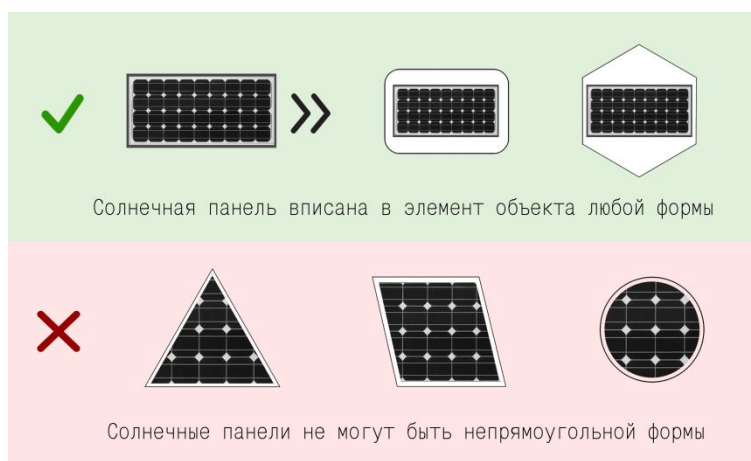 Солнечная панель вписана в элемент объекта любой формы
Солнечные панели не могут быть непрямоугольной формы